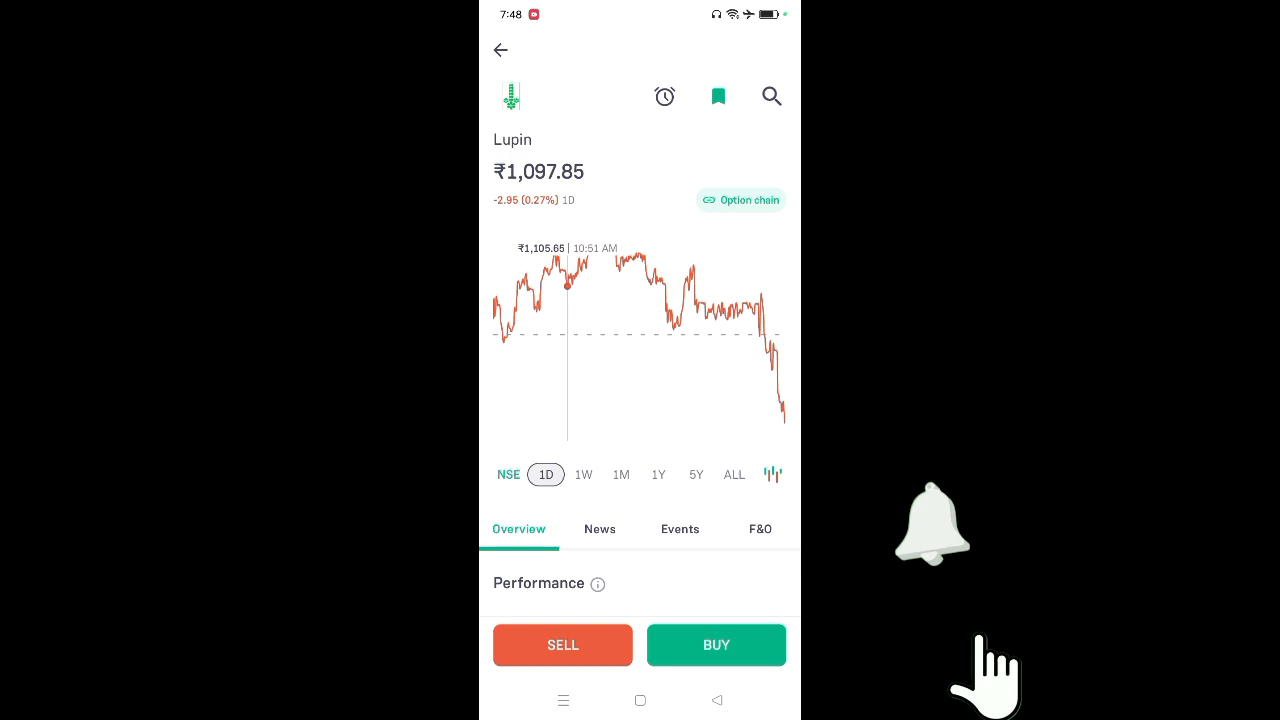 7:48
Lupin
₹1,097.85
-2.95 (0.27%) 1D
Option chain
₹1,105.65 | 10:51 AM
NSE 1D 1W 1M 1Y 5Y ALL
Overview News Events F&O
Performance
SELL BUY